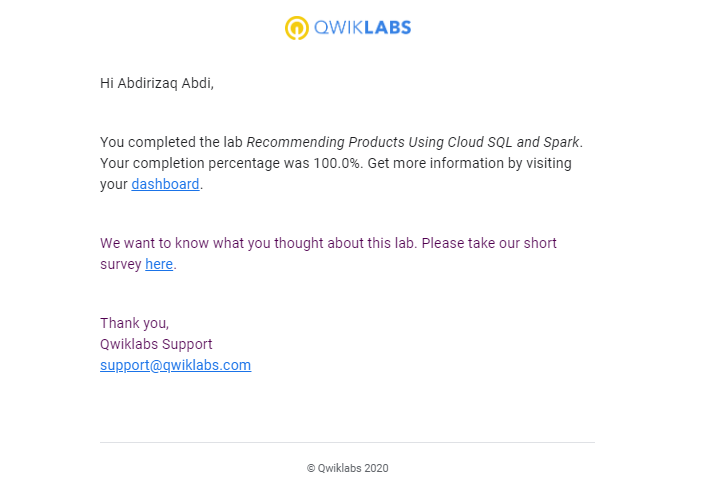 QWIKLABS
Hi Abdirizaq Abdi,
You completed the lab Recommending Products Using Cloud SQL and Spark.
Your completion percentage was 100.0%. Get more information by visiting
your dashboard.
We want to know what you thought about this lab. Please take our short
survey here.
Thank you,
Qwiklabs Support
support@qwiklabs.com
© Qwiklabs 2020